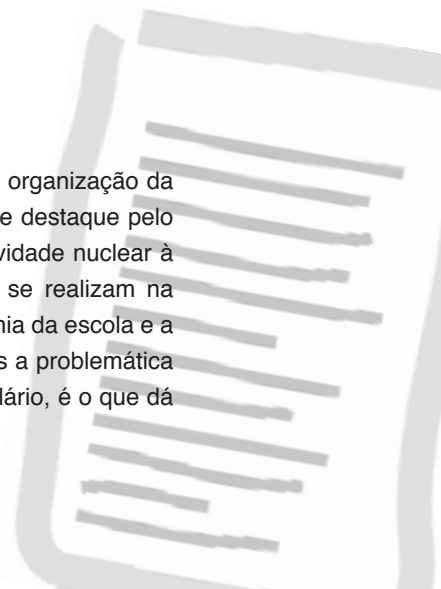 organização da
e destaque pelo
vidade nuclear à
se realizam na
nia da escola e a
s a problemática
lário, é o que dá